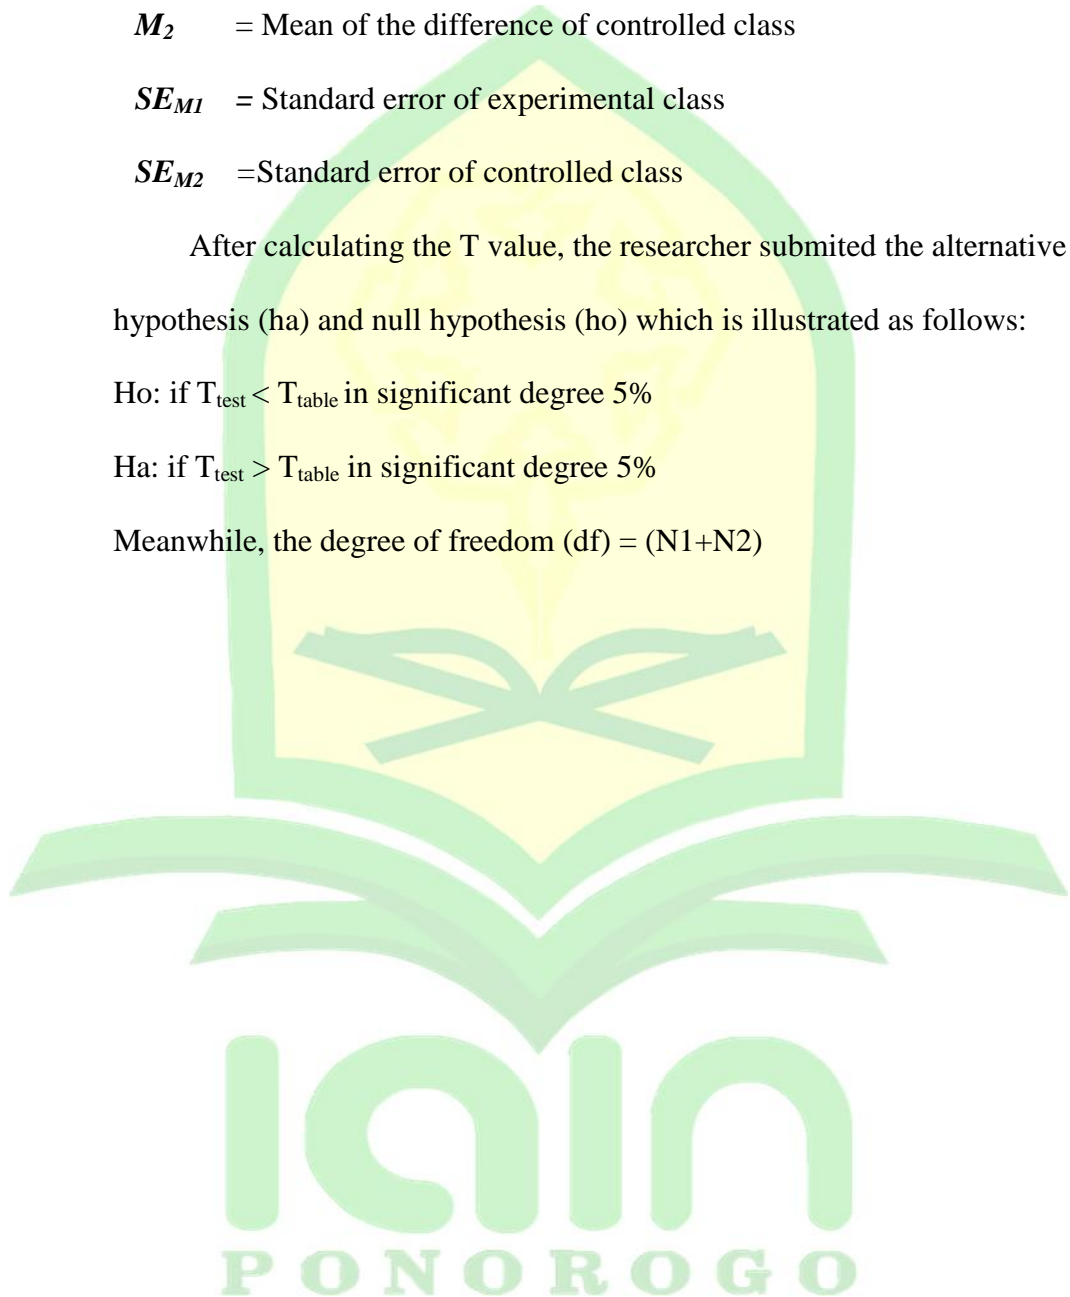 M2 = Mean of the difference of controlled class
SEM1 = Standard error of experimental class
SEM2 =Standard error of controlled class
After calculating the T value, the researcher submited the alternative
hypothesis (ha) and null hypothesis (ho) which is illustrated as follows:
Ho: if Ttest < Ttable in significant degree 5%
Ha: if Ttest > Ttable in significant degree 5%
Meanwhile, the degree of freedom (df) = (N1+N2)
iain
PONOROGO